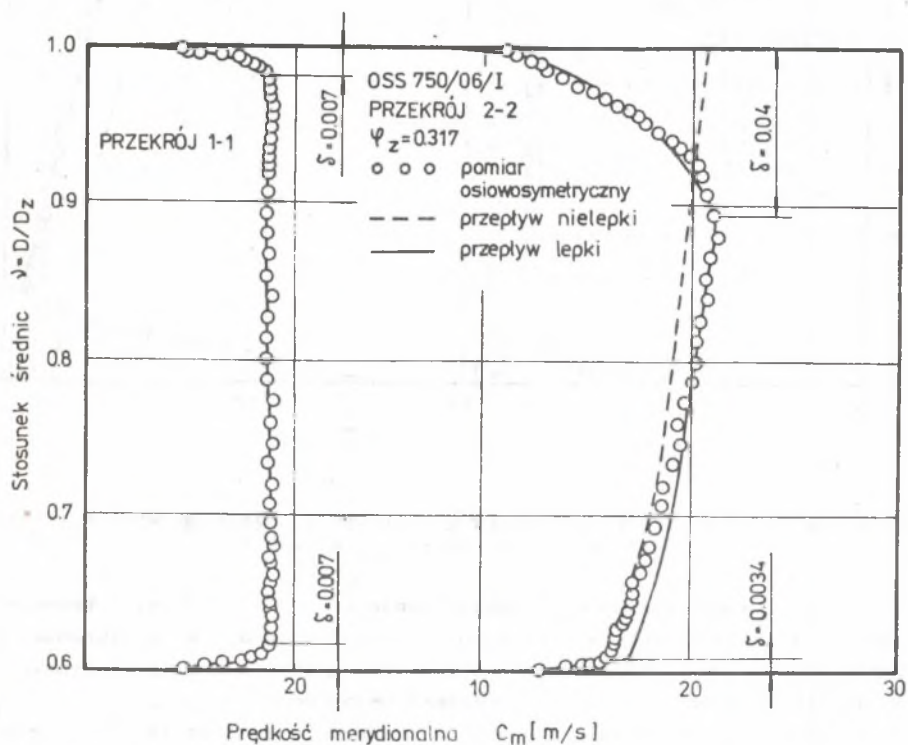 1.0
0.9
0.8
0.7
0.6
Stosunek średnic ν=D/Dz
PRZEKRÓJ 1-1
δ=0.007
δ=0.007
OSS 750/06/I
PRZEKRÓJ 2-2
φz=0.317
pomiar
osiowosymetryczny
przepływ nielepki
przepływ lepki
δ=0.04
δ=0.0034
20
10
20
30
Prędkość merydionalna Cm[m/s]